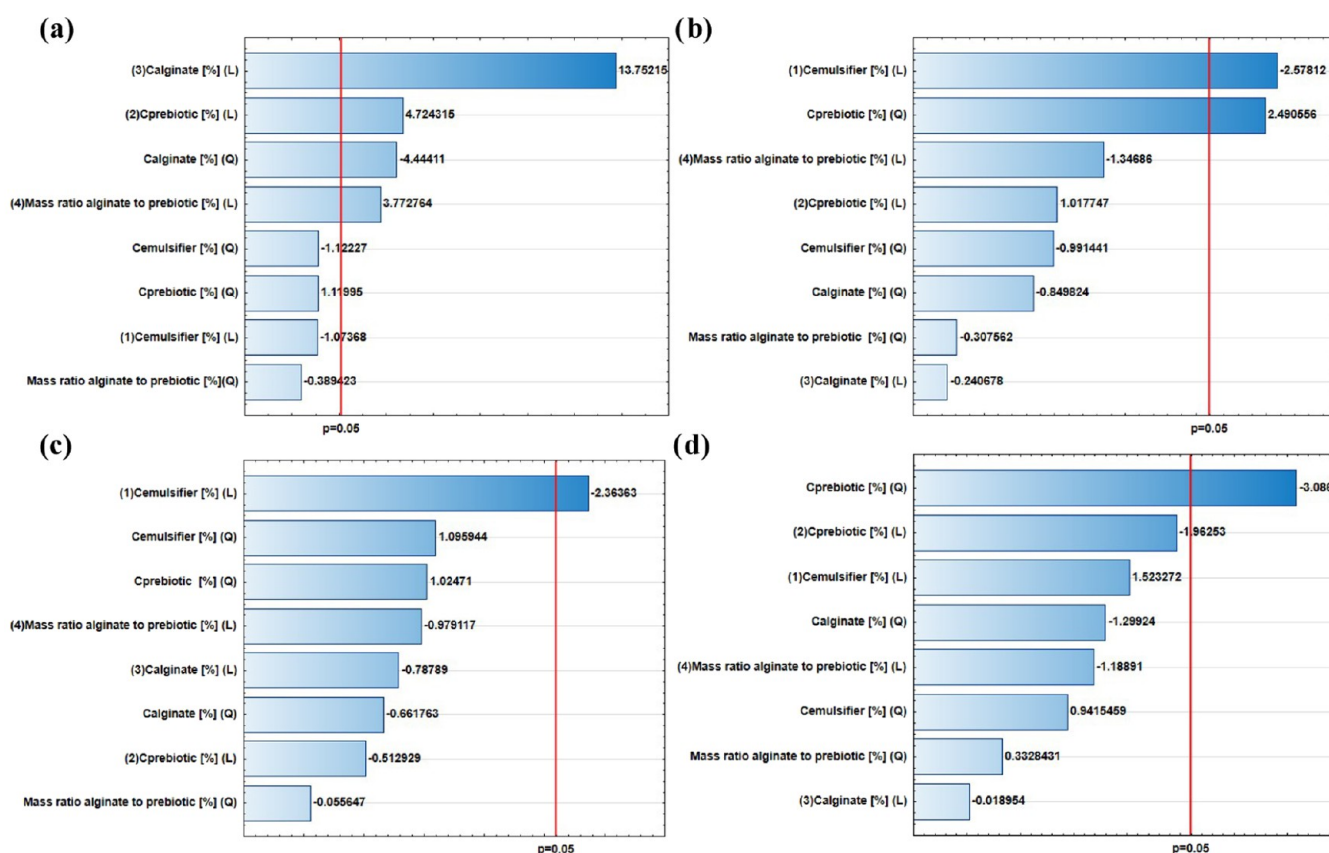 (a)
(3)Calginate [%] (L) 13.75215
(2)Cprebiotic [%] (L) 4.724315
Calginate [%] (Q) -4.44411
(4)Mass ratio alginate to prebiotic [%] (L) 3.772764
Cemulsifier [%] (Q) -1.12227
Cprebiotic [%] (Q) 1.11995
(1)Cemulsifier [%] (L) -1.07368
Mass ratio alginate to prebiotic [%](Q) -0.389423
p=0.05
(b)
(1)Cemulsifier [%] (L) -2.57812
Cprebiotic [%] (Q) 2.490556
(4)Mass ratio alginate to prebiotic [%] (L) -1.34686
(2)Cprebiotic [%] (L) 1.017747
Cemulsifier [%] (Q) -0.991441
Calginate [%] (Q) -0.849824
Mass ratio alginate to prebiotic [%] (Q) -0.307562
(3)Calginate [%] (L) -0.240678
p=0.05
(c)
(1)Cemulsifier [%] (L) -2.36363
Cemulsifier [%] (Q) 1.095944
Cprebiotic [%] (Q) 1.02471
(4)Mass ratio alginate to prebiotic [%] (L) -0.979117
(3)Calginate [%] (L) -0.78789
Calginate [%] (Q) -0.661763
(2)Cprebiotic [%] (L) -0.512929
Mass ratio alginate to prebiotic [%] (Q) -0.055647
p=0.05
(d)
Cprebiotic [%] (Q) -3.086
(2)Cprebiotic [%] (L) -1.96253
(1)Cemulsifier [%] (L) 1.523272
Calginate [%] (Q) -1.29924
(4)Mass ratio alginate to prebiotic [%] (L) -1.18891
Cemulsifier [%] (Q) 0.9415459
Mass ratio alginate to prebiotic [%] (Q) 0.3328431
(3)Calginate [%] (L) -0.018954
p=0.05